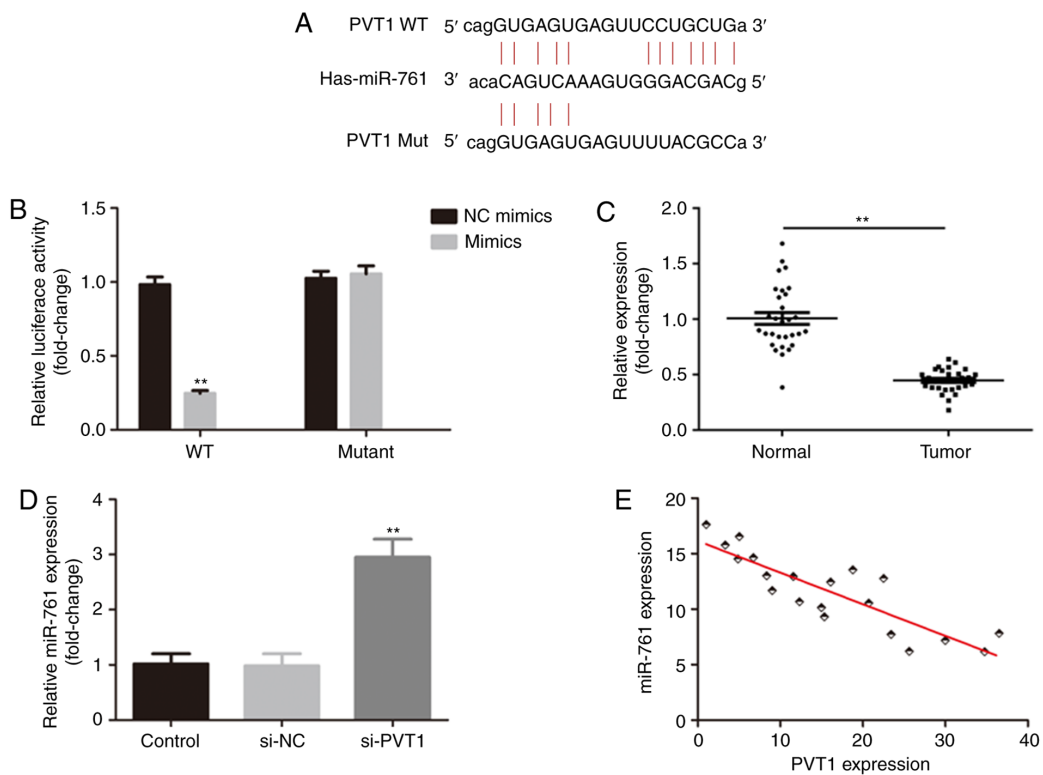 A
PVT1 WT 5′ cagGUGAGUGAGUUCCUGCUGa 3′
Has-miR-761 3′ acaCAGUCAAAGUGGGACGACg 5′
PVT1 Mut 5′ cagGUGAGUGAGUUUUACGCCa 3′
B
Relative luciferace activity
(fold-change)
1.5
1.0
0.5
0.0
**
WT
Mutant
NC mimics
Mimics
C
Relative expression
(fold-change)
2.0
1.5
1.0
0.5
0.0
**
Normal
Tumor
D
Relative miR-761 expression
(fold-change)
4
3
2
1
0
**
Control
si-NC
si-PVT1
E
miR-761 expression
20
15
10
5
0
0 10 20 30 40
PVT1 expression